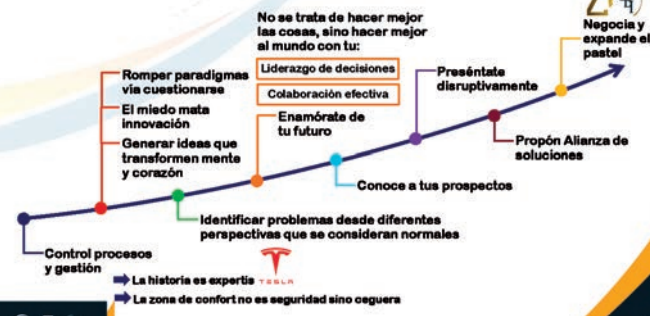 No se trata de hacer mejor
las cosas, sino hacer mejor
al mundo con tu:
Liderazgo de decisiones
Colaboración efectiva
Negocia y
expande el
pastel
Romper paradigmas
vía cuestionarse
El miedo mata
innovación
Generar ideas que
transformen mente
y corazón
Enamórate de
tu futuro
Preséntate
disruptivamente
Propón Alianza de
soluciones
Conoce a tus prospectos
Identificar problemas desde diferentes
perspectivas que se consideran normales
Control procesos
y gestión
La historia es expertis
TESLA
La zona de confort no es seguridad sino ceguera